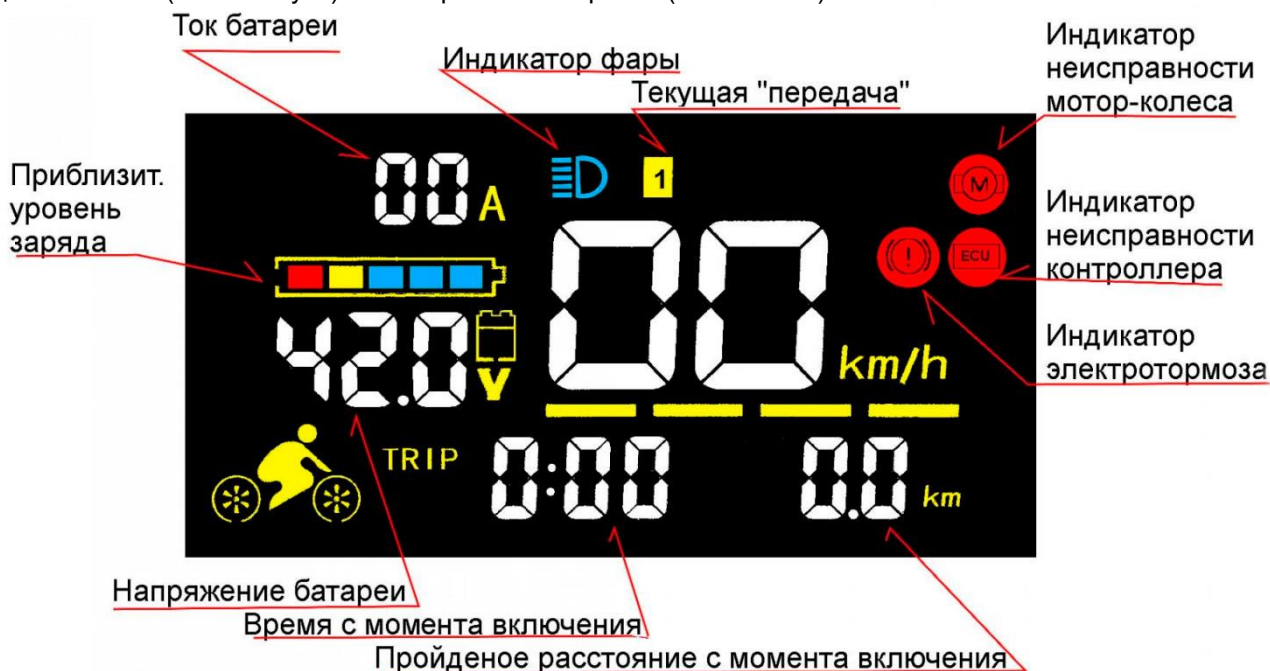 Ток батареи
Индикатор фары
Текущая "передача"
Индикатор
неисправности
мотор-колеса
Приблизит.
уровень
заряда
00 A
1
M
Индикатор
неисправности
контроллера
00 km/h
(!)
ECU
42.0 V
Индикатор
электротормоза
TRIP
0:00
0.0 km
Напряжение батареи
Время с момента включения
Пройденое расстояние с момента включения